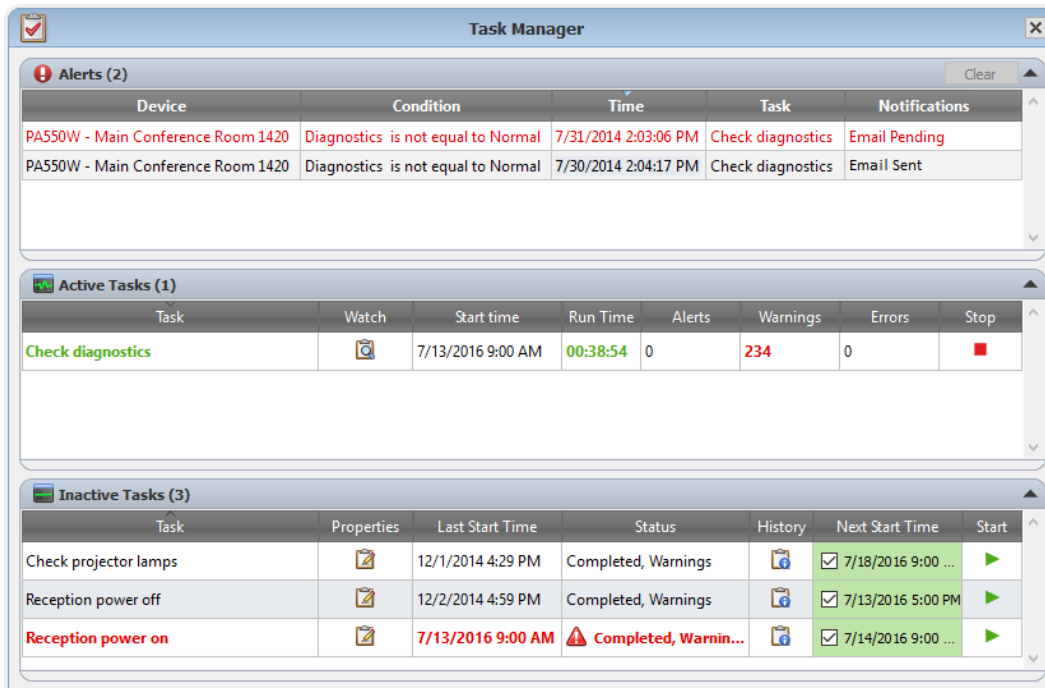 Task Manager
Alerts (2) Clear
Device Condition Time Task Notifications
PA550W - Main Conference Room 1420 Diagnostics is not equal to Normal 7/31/2014 2:03:06 PM Check diagnostics Email Pending
PA550W - Main Conference Room 1420 Diagnostics is not equal to Normal 7/30/2014 2:04:17 PM Check diagnostics Email Sent
Active Tasks (1)
Task Watch Start time Run Time Alerts Warnings Errors Stop
Check diagnostics 7/13/2016 9:00 AM 00:38:54 0 234 0
Inactive Tasks (3)
Task Properties Last Start Time Status History Next Start Time Start
Check projector lamps 12/1/2014 4:29 PM Completed, Warnings 7/18/2016 9:00 ...
Reception power off 12/2/2014 4:59 PM Completed, Warnings 7/13/2016 5:00 PM
Reception power on 7/13/2016 9:00 AM Completed, Warnin... 7/14/2016 9:00 ...